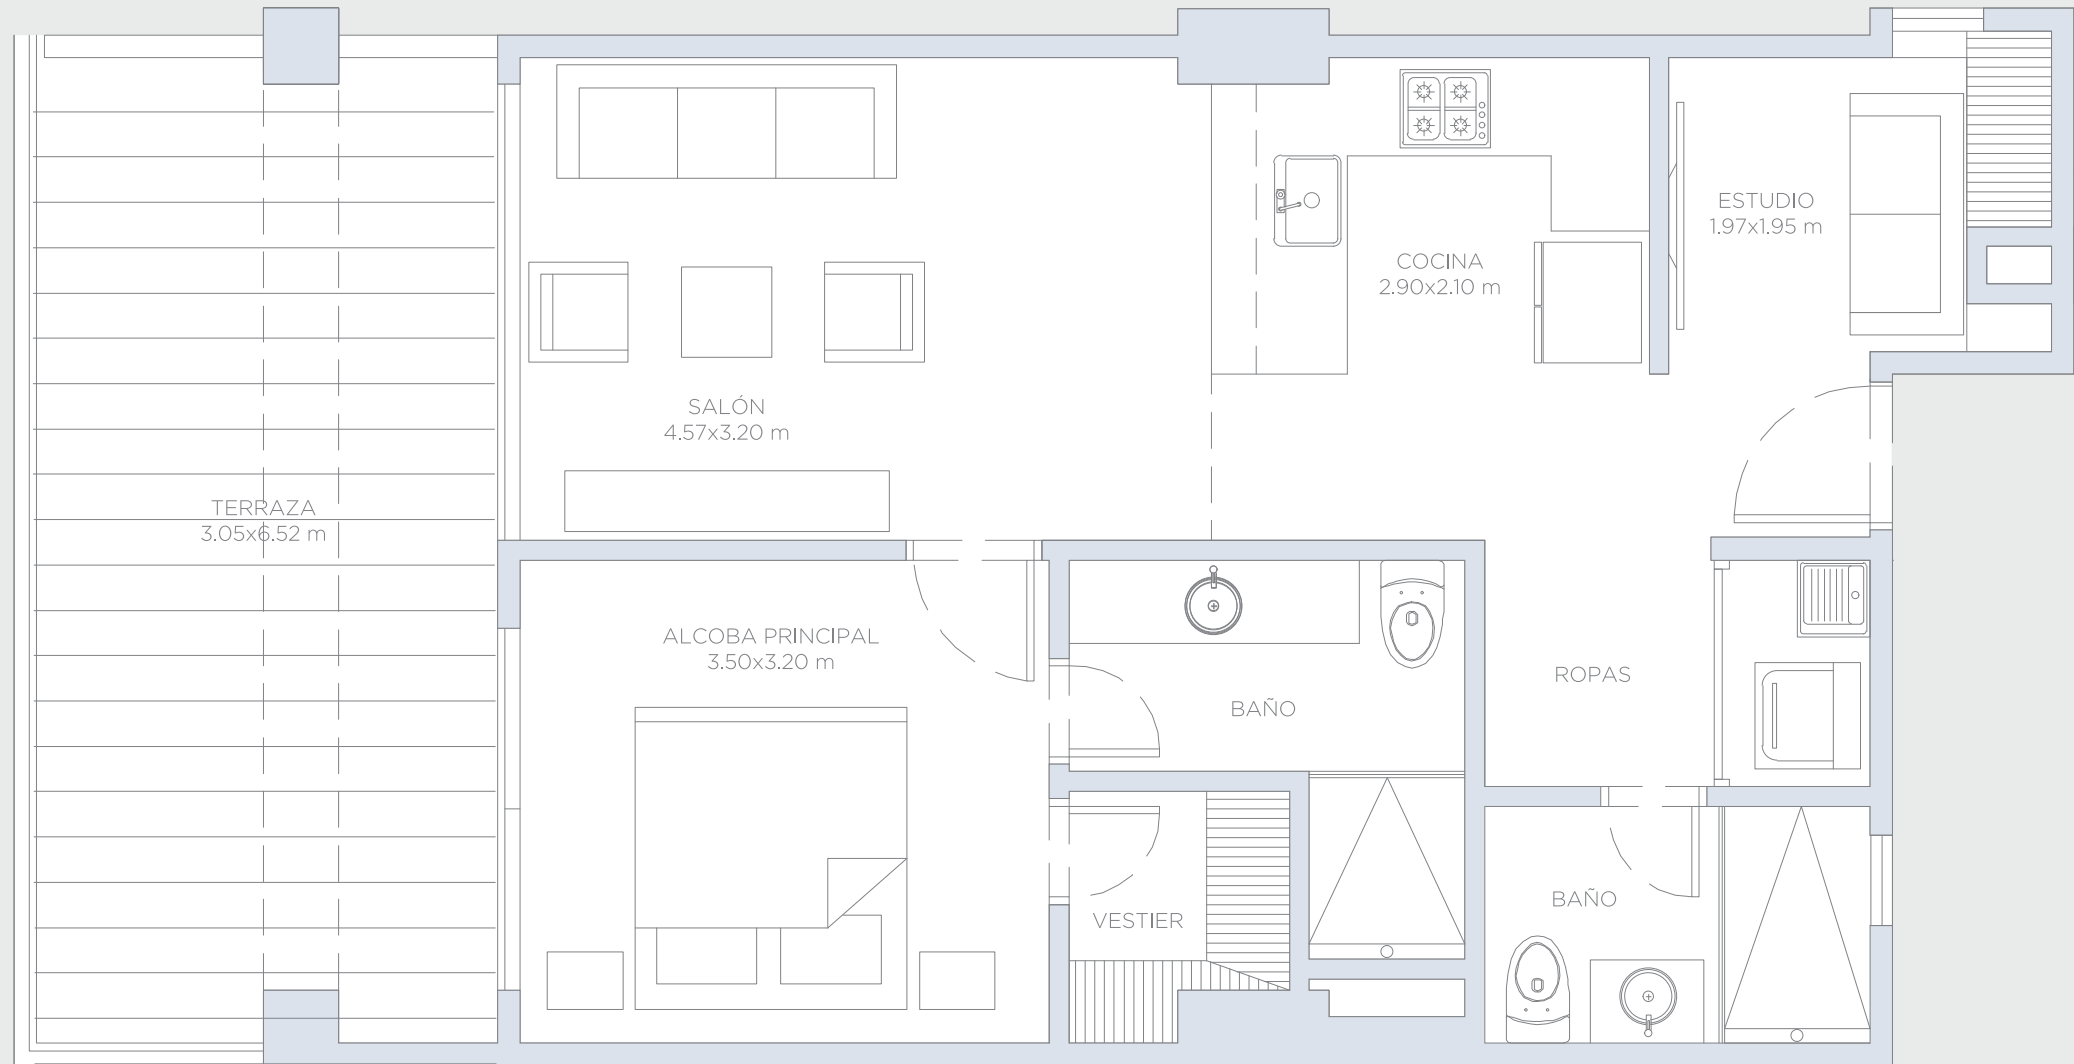 ESTUDIO
1.97x1.95 m
COCINA
2.90x2.10 m
SALÓN
4.57x3.20 m
TERRAZA
3.05x6.52 m
ALCOBA PRINCIPAL
3.50x3.20 m
ROPAS
BAÑO
BAÑO
VESTIER